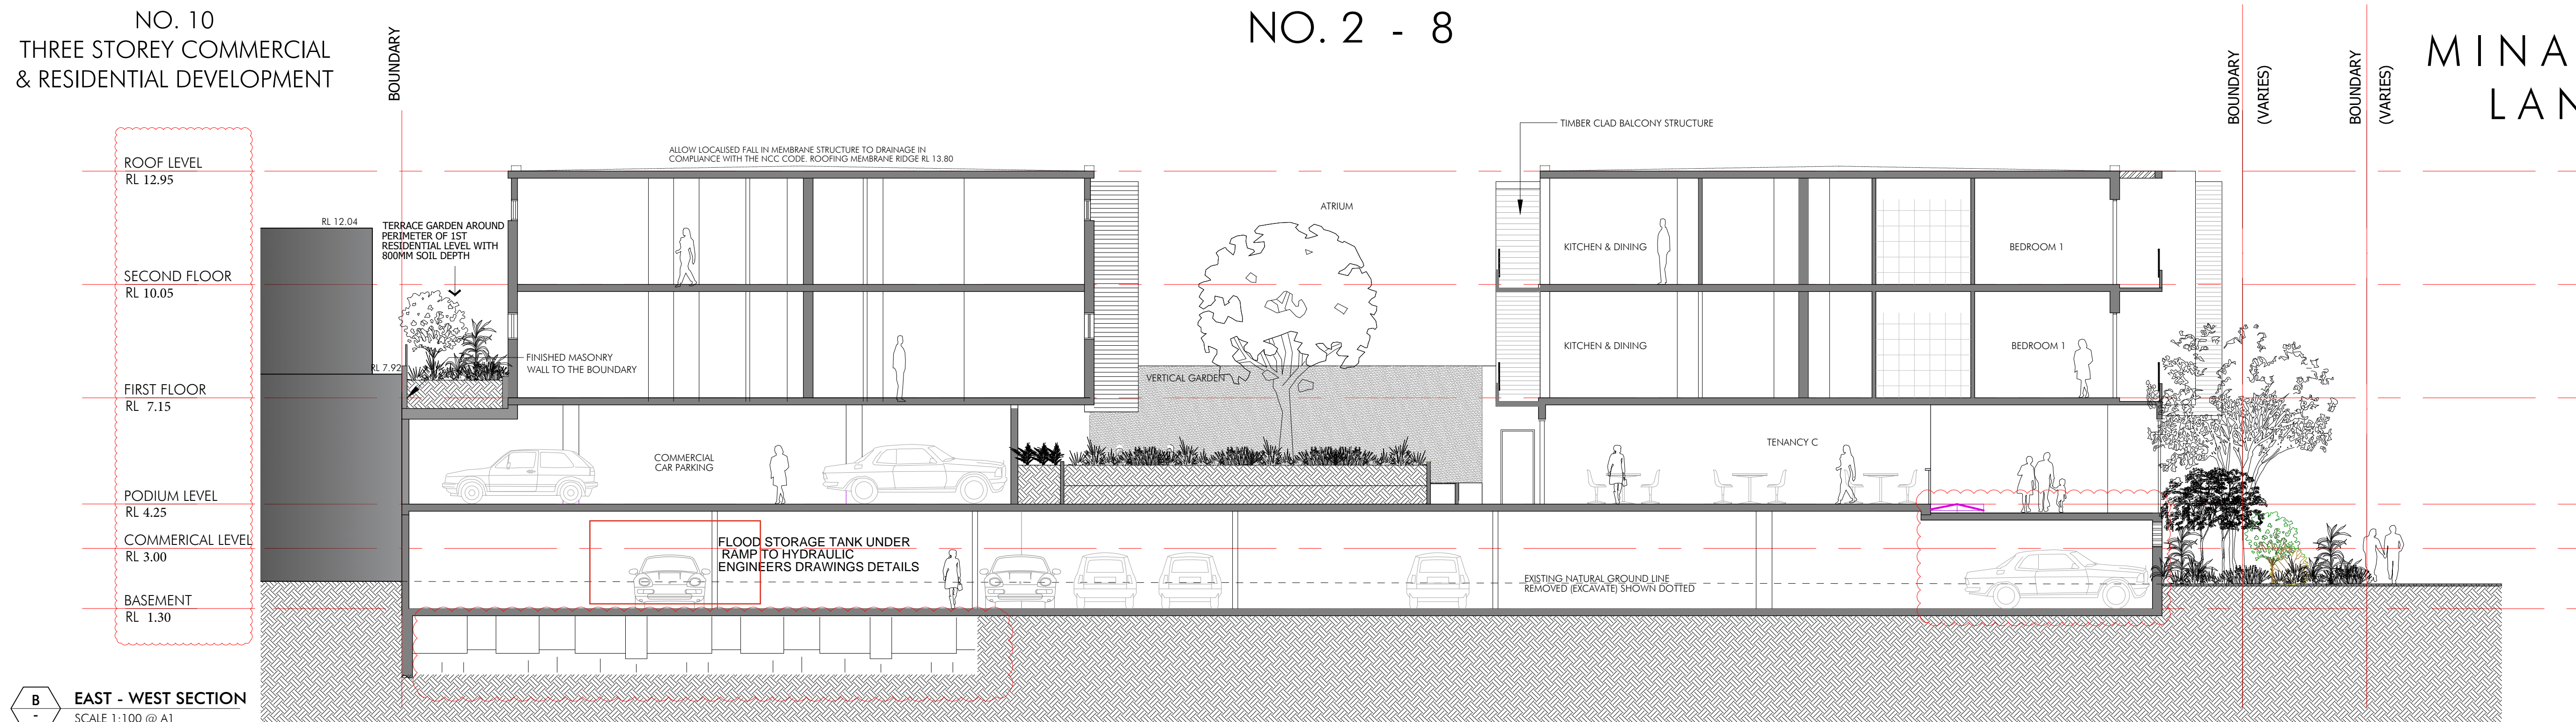 NO. 10
THREE STOREY COMMERCIAL
& RESIDENTIAL DEVELOPMENT
BOUNDARY
NO. 2 - 8
BOUNDARY
(VARIES)
BOUNDARY
(VARIES)
MINA
LAN
TIMBER CLAD BALCONY STRUCTURE
ALLOW LOCALISED FALL IN MEMBRANE STRUCTURE TO DRAINAGE IN
COMPLIANCE WITH THE NCC CODE. ROOFING MEMBRANE RIDGE RL 13.80
ROOF LEVEL
RL 12.95
RL 12.04
TERRACE GARDEN AROUND
PERIMETER OF 1ST
RESIDENTIAL LEVEL WITH
800MM SOIL DEPTH
ATRIUM
KITCHEN & DINING
BEDROOM 1
SECOND FLOOR
RL 10.05
KITCHEN & DINING
BEDROOM 1
FINISHED MASONRY
WALL TO THE BOUNDARY
RL 7.92
VERTICAL GARDEN
FIRST FLOOR
RL 7.15
COMMERCIAL
CAR PARKING
TENANCY C
PODIUM LEVEL
RL 4.25
COMMERICAL LEVEL
RL 3.00
FLOOD STORAGE TANK UNDER
RAMP TO HYDRAULIC
ENGINEERS DRAWINGS DETAILS
EXISTING NATURAL GROUND LINE
REMOVED (EXCAVATE) SHOWN DOTTED
BASEMENT
RL 1.30
B
-
EAST - WEST SECTION
SCALE 1:100 @ A1